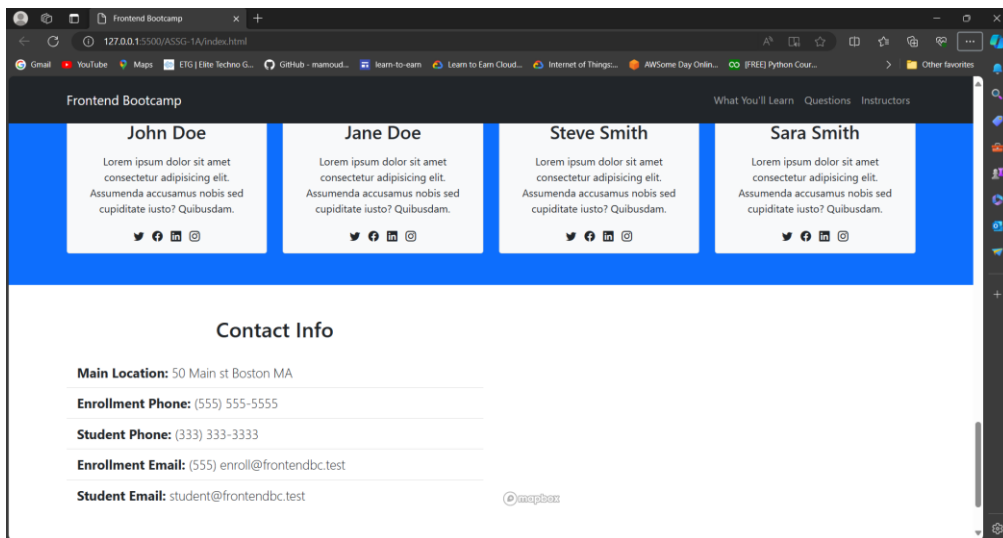 Frontend Bootcamp
127.0.0.1:5500/ASSG-1A/index.html
Gmail YouTube Maps ETG | Elite Techno G... GitHub - mamoud... learn-to-earn Learn to Earn Cloud... Internet of Things:... AWSome Day Onlin... [FREE] Python Cour... Other favorites
Frontend Bootcamp What You'll Learn Questions Instructors
John Doe Jane Doe Steve Smith Sara Smith
Lorem ipsum dolor sit amet Lorem ipsum dolor sit amet Lorem ipsum dolor sit amet Lorem ipsum dolor sit amet
consectetur adipisicing elit. consectetur adipisicing elit. consectetur adipisicing elit. consectetur adipisicing elit.
Assumenda accusamus nobis sed Assumenda accusamus nobis sed Assumenda accusamus nobis sed Assumenda accusamus nobis sed
cupiditate iusto? Quibusdam. cupiditate iusto? Quibusdam. cupiditate iusto? Quibusdam. cupiditate iusto? Quibusdam.
Contact Info
Main Location: 50 Main st Boston MA
Enrollment Phone: (555) 555-5555
Student Phone: (333) 333-3333
Enrollment Email: (555) enroll@frontendbc.test
Student Email: student@frontendbc.test
mapbox